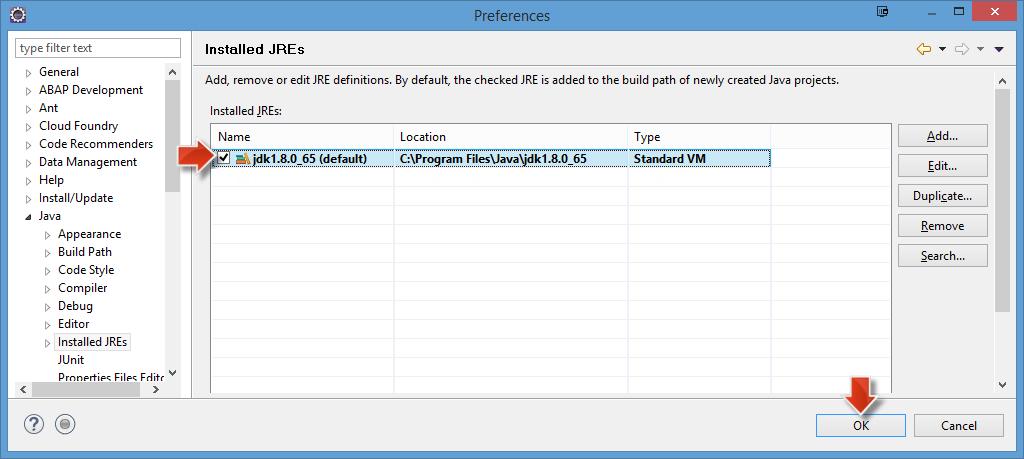 Preferences
type filter text
General
ABAP Development
Ant
Cloud Foundry
Code Recommenders
Data Management
Help
Install/Update
Java
Appearance
Build Path
Code Style
Compiler
Debug
Editor
Installed JREs
JUnit
Properties Files Edito
Installed JREs
Add, remove or edit JRE definitions. By default, the checked JRE is added to the build path of newly created Java projects.
Installed JREs:
Name Location Type
jdk1.8.0_65 (default) C:\Program Files\Java\jdk1.8.0_65 Standard VM
Add...
Edit...
Duplicate...
Remove
Search...
OK Cancel